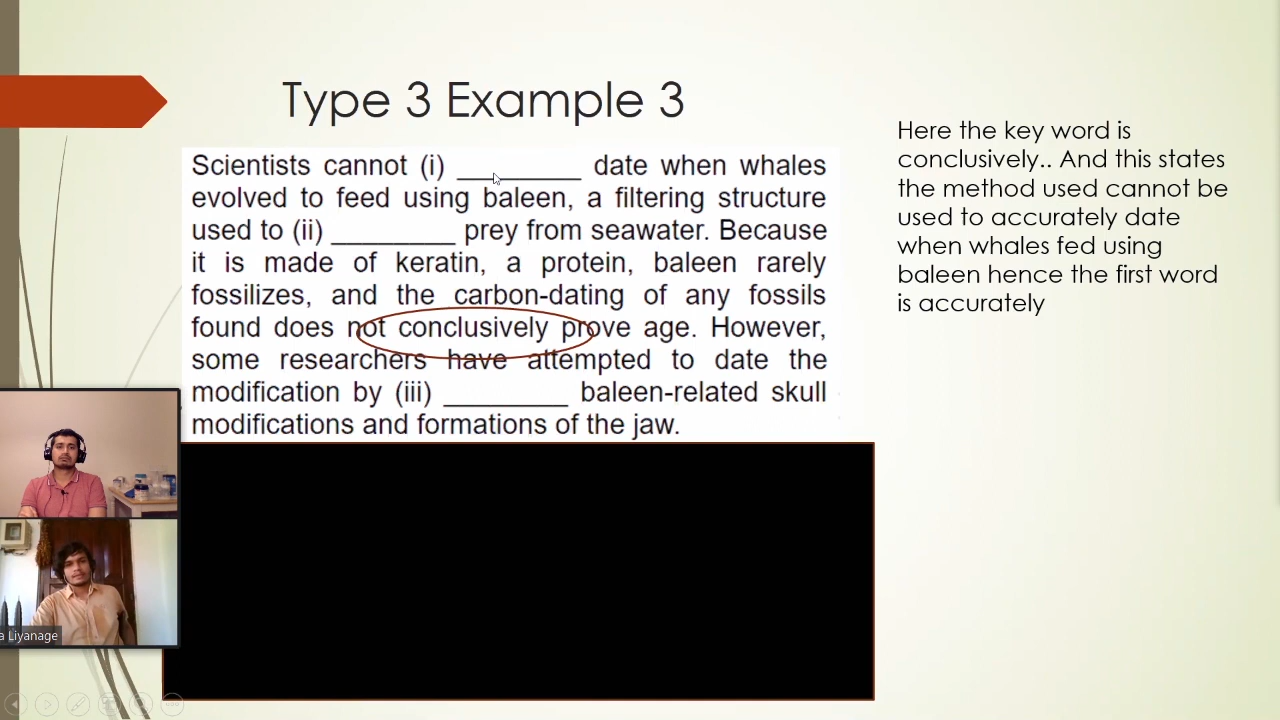 Type 3 Example 3
Scientists cannot (i) ________ date when whales
evolved to feed using baleen, a filtering structure
used to (ii) ________ prey from seawater. Because
it is made of keratin, a protein, baleen rarely
fossilizes, and the carbon-dating of any fossils
found does not conclusively prove age. However,
some researchers have attempted to date the
modification by (iii) ________ baleen-related skull
modifications and formations of the jaw.
Here the key word is
conclusively.. And this states
the method used cannot be
used to accurately date
when whales fed using
baleen hence the first word
is accurately
a Liyanage